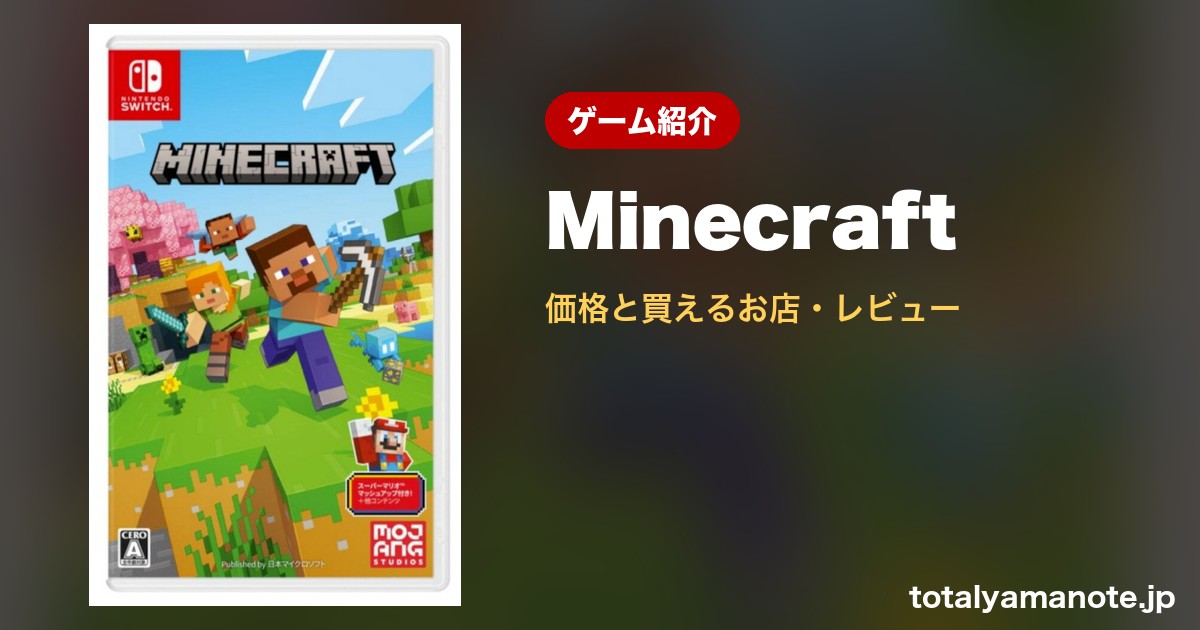 NINTENDO
SWITCH™
MINECRAFT
スーパーマリオ™
マッシュアップ付き!
+他コンテンツ
CERO
A
MOJ
ANG
STUDIOS
Published by 日本マイクロソフト
ゲーム紹介
Minecraft
価格と買えるお店・レビュー
totalyamanote.jp